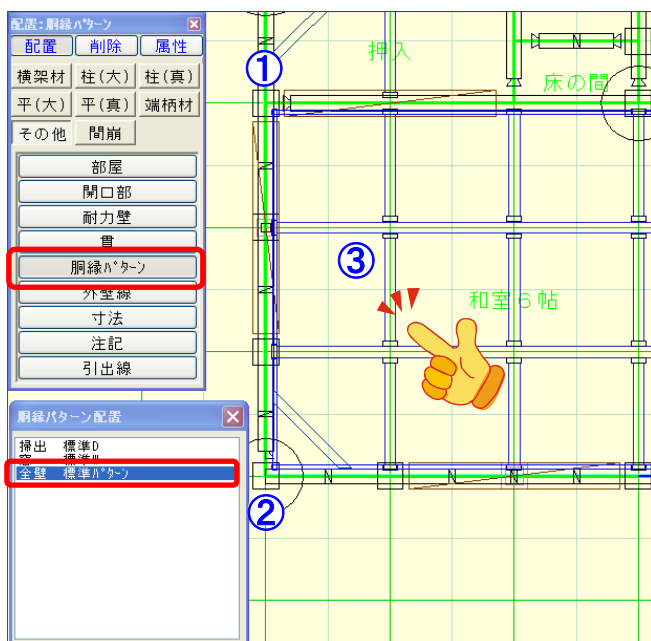 配置:胴縁ﾊﾟﾀｰﾝ
配置 削除 属性
横架材 柱(大) 柱(真)
平(大) 平(真) 端柄材
その他 間崩
部屋
開口部
耐力壁
貫
胴縁ﾊﾟﾀｰﾝ
外壁線
寸法
注記
引出線
胴縁パターン配置
掃出 標準D
窓 標準W
全壁 標準ﾊﾟﾀｰﾝ
①
押入
床の間
③
和室6帖
②
N
N
N
N
N
N
N
N